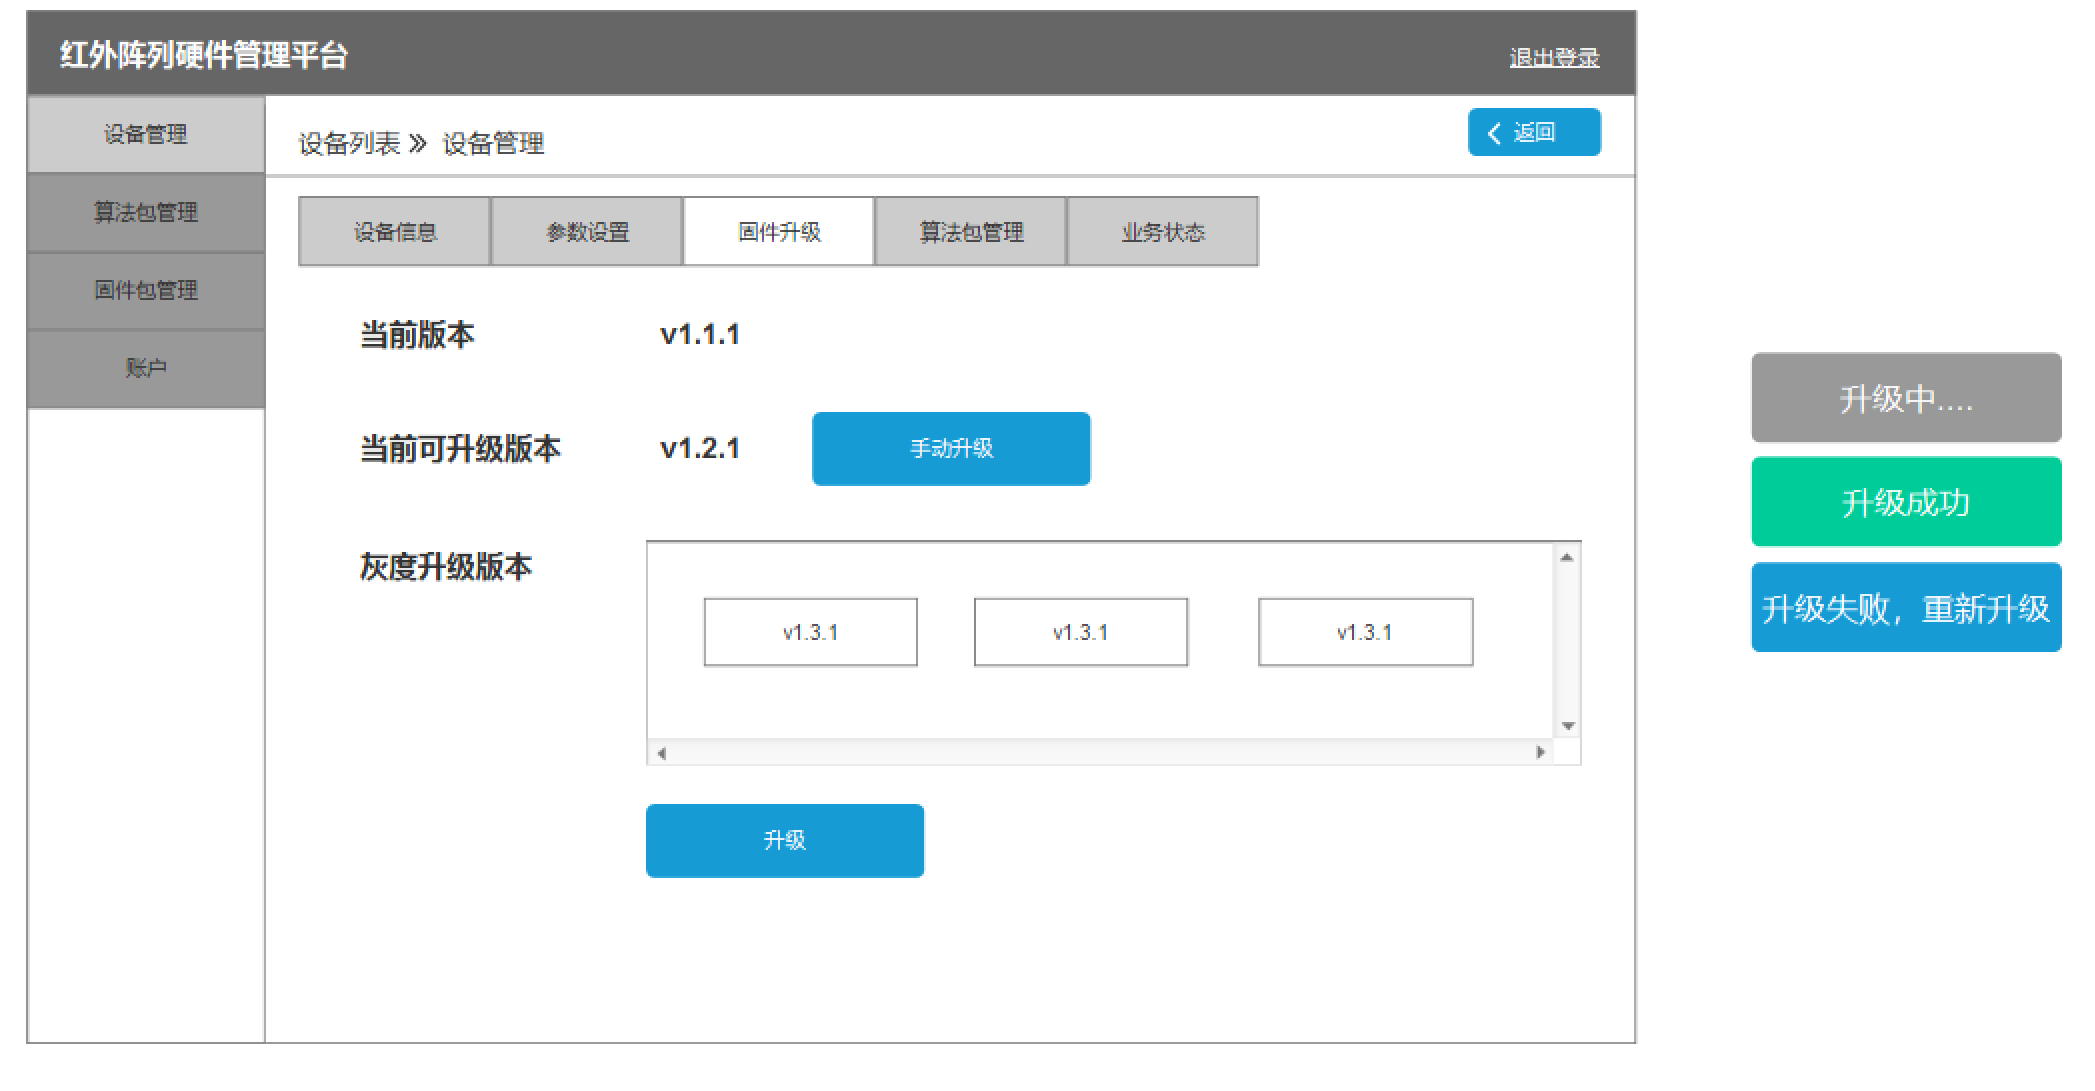 红外阵列硬件管理平台
退出登录
设备管理
算法包管理
固件包管理
账户
设备列表 » 设备管理
返回
设备信息 参数设置 固件升级 算法包管理 业务状态
当前版本 v1.1.1
当前可升级版本 v1.2.1 手动升级
灰度升级版本
v1.3.1 v1.3.1 v1.3.1
升级
升级中....
升级成功
升级失败，重新升级